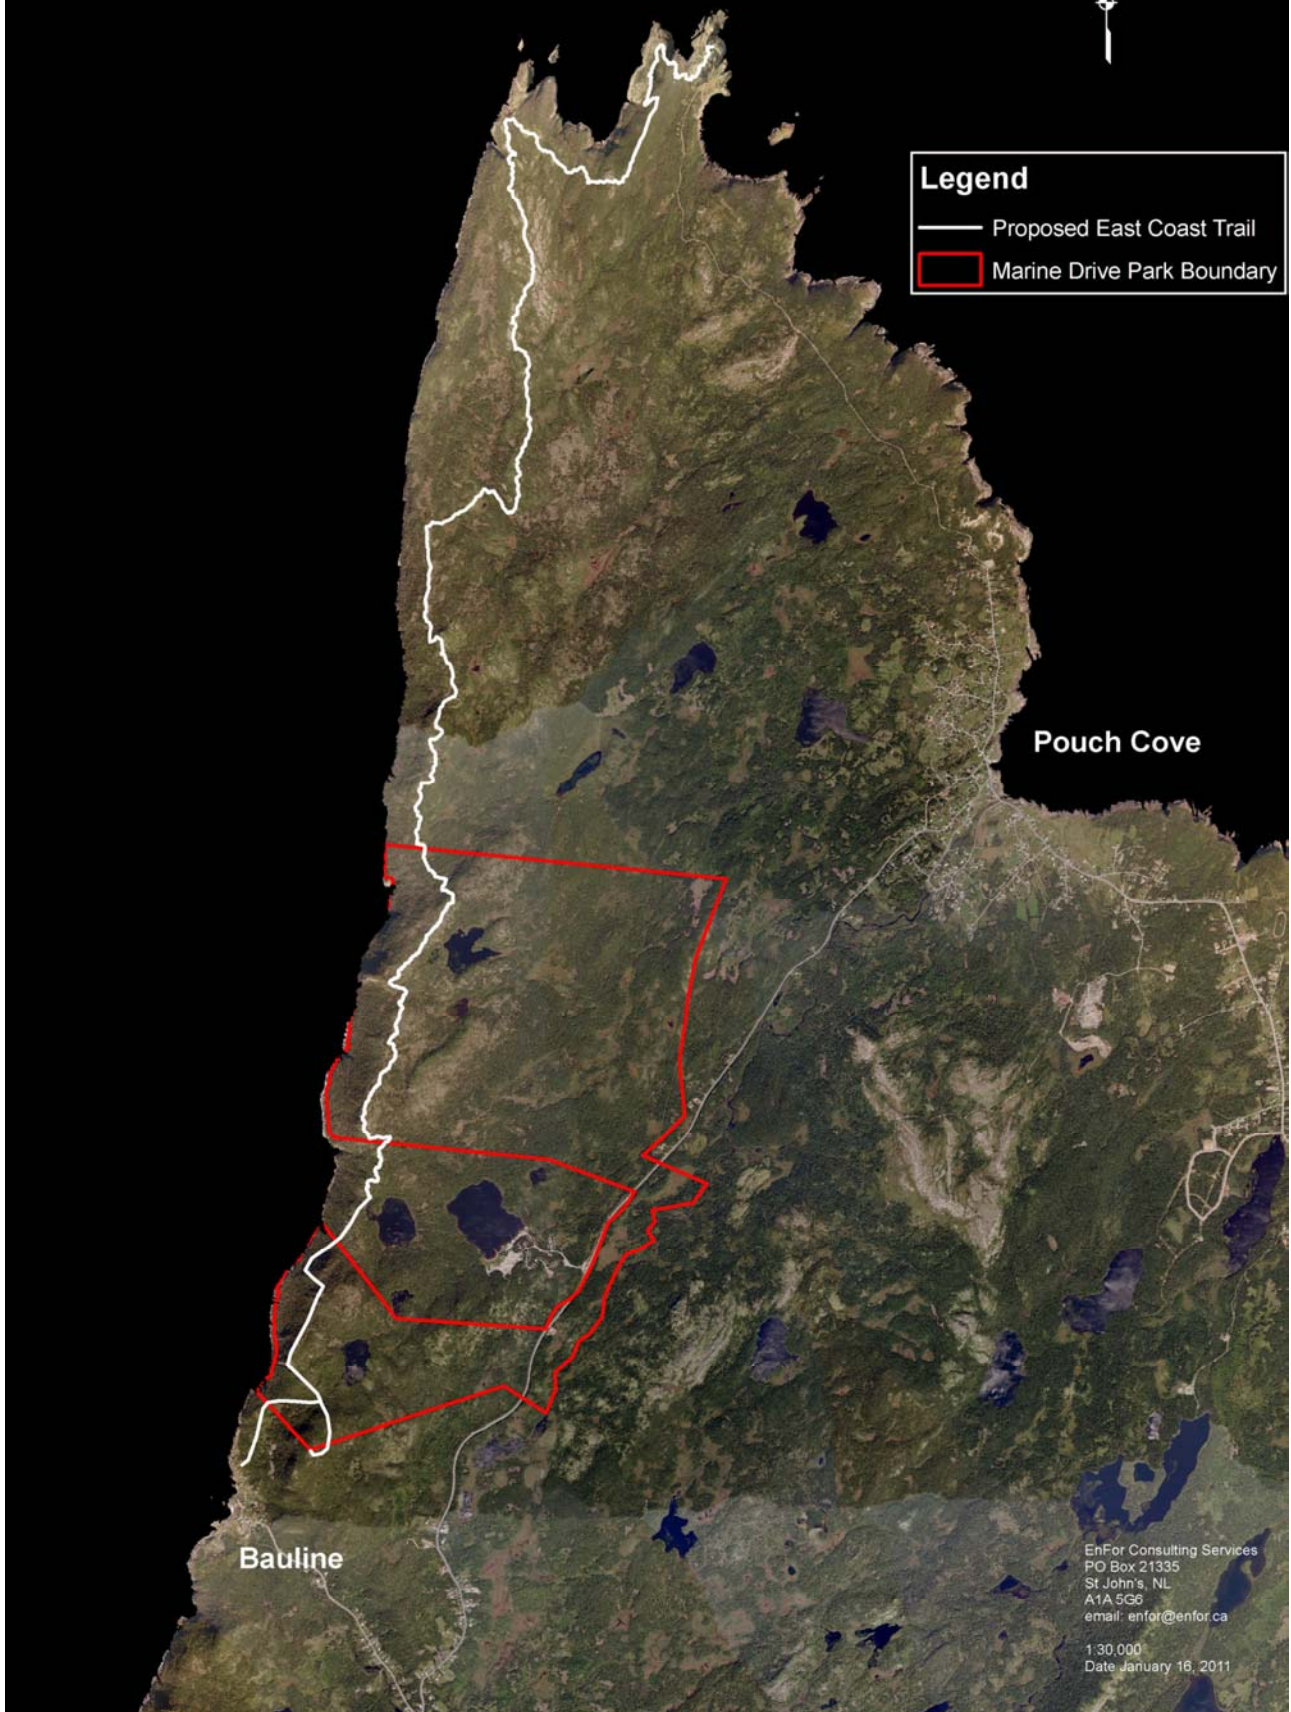 Legend
Proposed East Coast Trail
Marine Drive Park Boundary
Pouch Cove
Bauline
EnFor Consulting Services
PO Box 21335
St John's, NL
A1A 5G6
email: enfor@enfor.ca
1:30,000
Date January 16, 2011